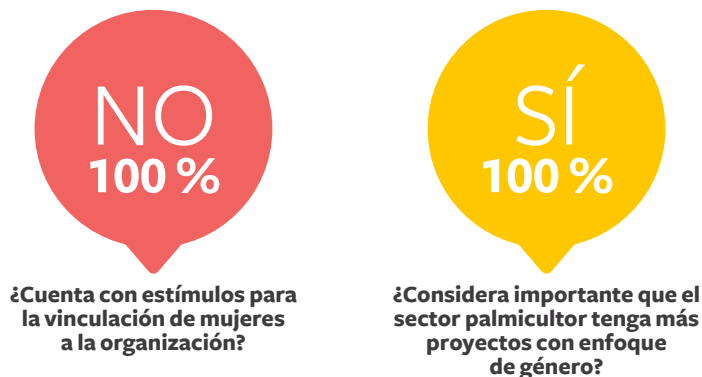 NO
100 %
¿Cuenta con estímulos para
la vinculación de mujeres
a la organización?
SÍ
100 %
¿Considera importante que el
sector palmicultor tenga más
proyectos con enfoque
de género?